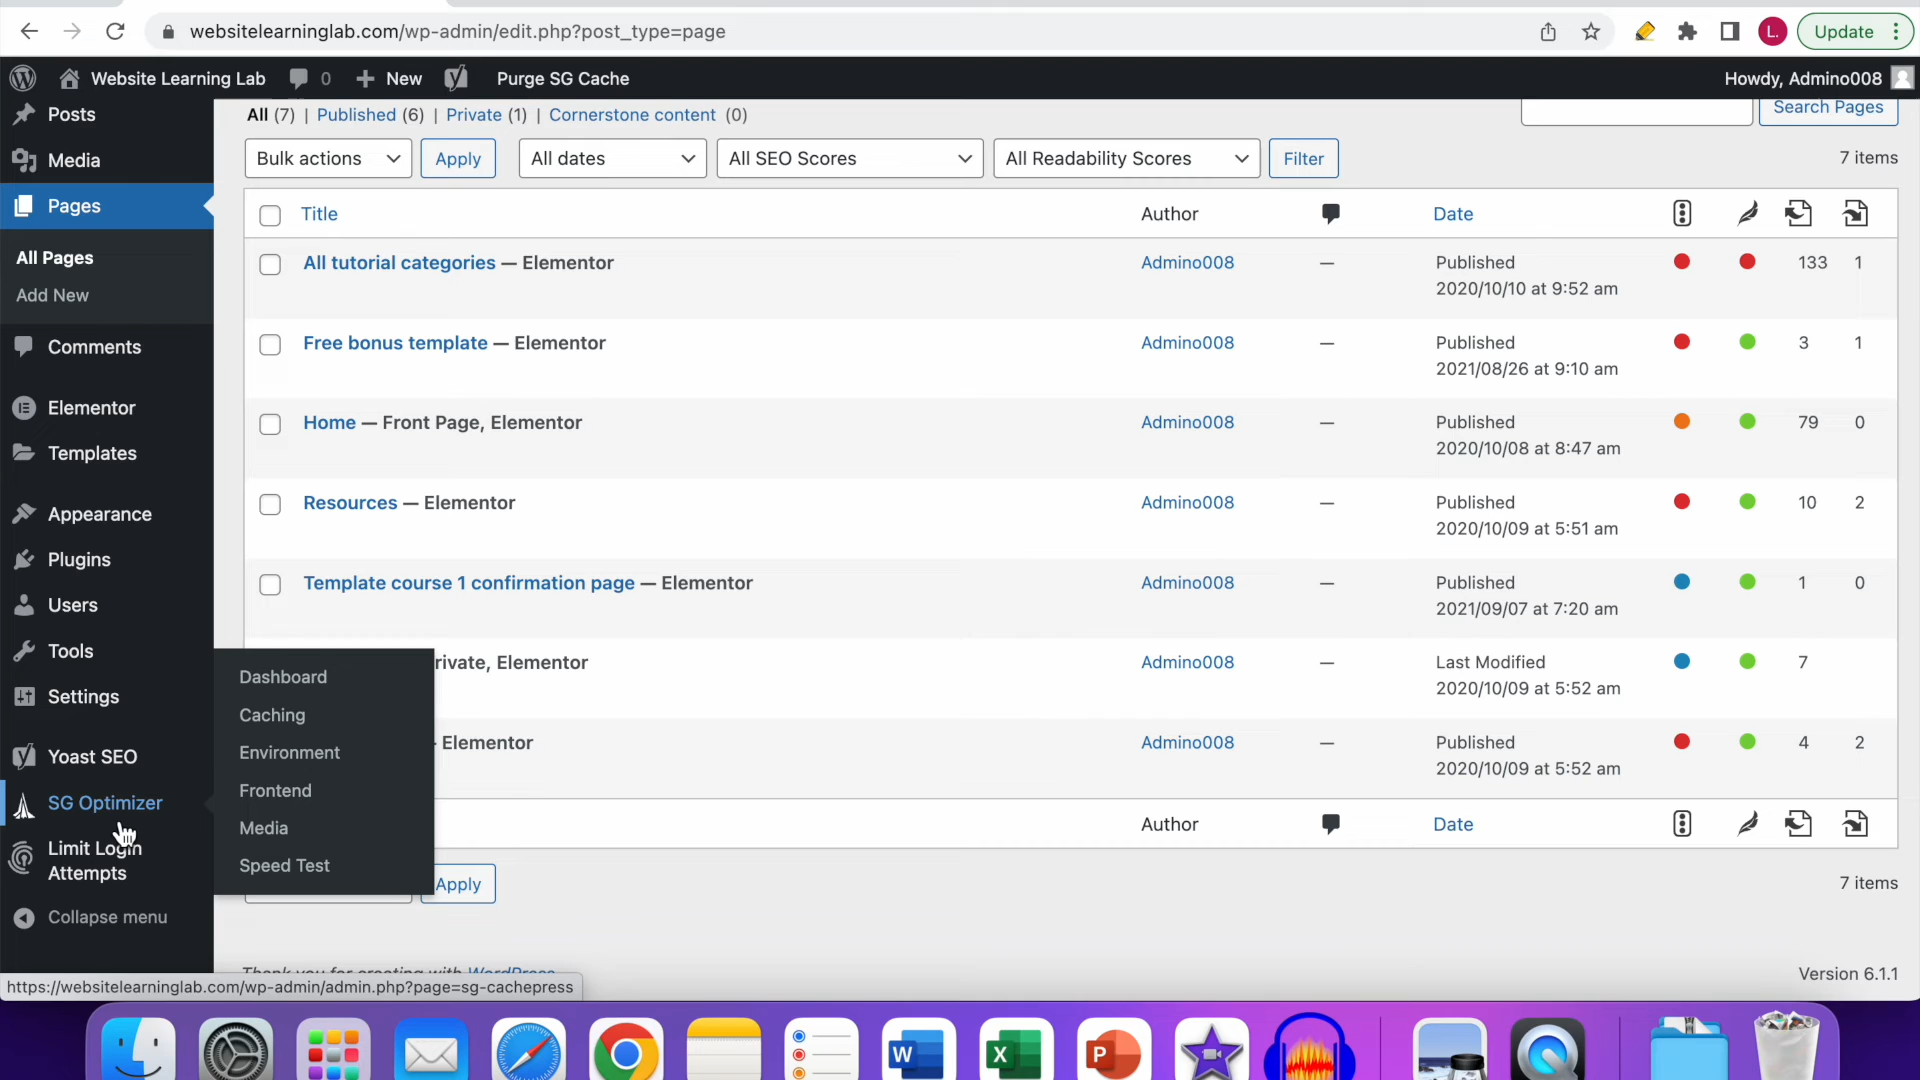 websitelearninglab.com/wp-admin/edit.php?post_type=page
L.
Update
Website Learning Lab
0
New
Purge SG Cache
Howdy, Admino008
Posts
Media
Pages
All Pages
Add New
Comments
Elementor
Templates
Appearance
Plugins
Users
Tools
Settings
Yoast SEO
SG Optimizer
Limit Login
Attempts
Collapse menu
Dashboard
Caching
Environment
Frontend
Media
Speed Test
All (7) | Published (6) | Private (1) | Cornerstone content (0)
Search Pages
Bulk actions
Apply
All dates
All SEO Scores
All Readability Scores
Filter
7 items
Title
Author
Date
All tutorial categories — Elementor
Admino008
—
Published
2020/10/10 at 9:52 am
133
1
Free bonus template — Elementor
Admino008
—
Published
2021/08/26 at 9:10 am
3
1
Home — Front Page, Elementor
Admino008
—
Published
2020/10/08 at 8:47 am
79
0
Resources — Elementor
Admino008
—
Published
2020/10/09 at 5:51 am
10
2
Template course 1 confirmation page — Elementor
Admino008
—
Published
2021/09/07 at 7:20 am
1
0
rivate, Elementor
Admino008
—
Last Modified
2020/10/09 at 5:52 am
7
Elementor
Admino008
—
Published
2020/10/09 at 5:52 am
4
2
Author
Date
Apply
7 items
Thank you for creating with WordPress
Version 6.1.1
https://websitelearninglab.com/wp-admin/admin.php?page=sg-cachepress
W
X
P